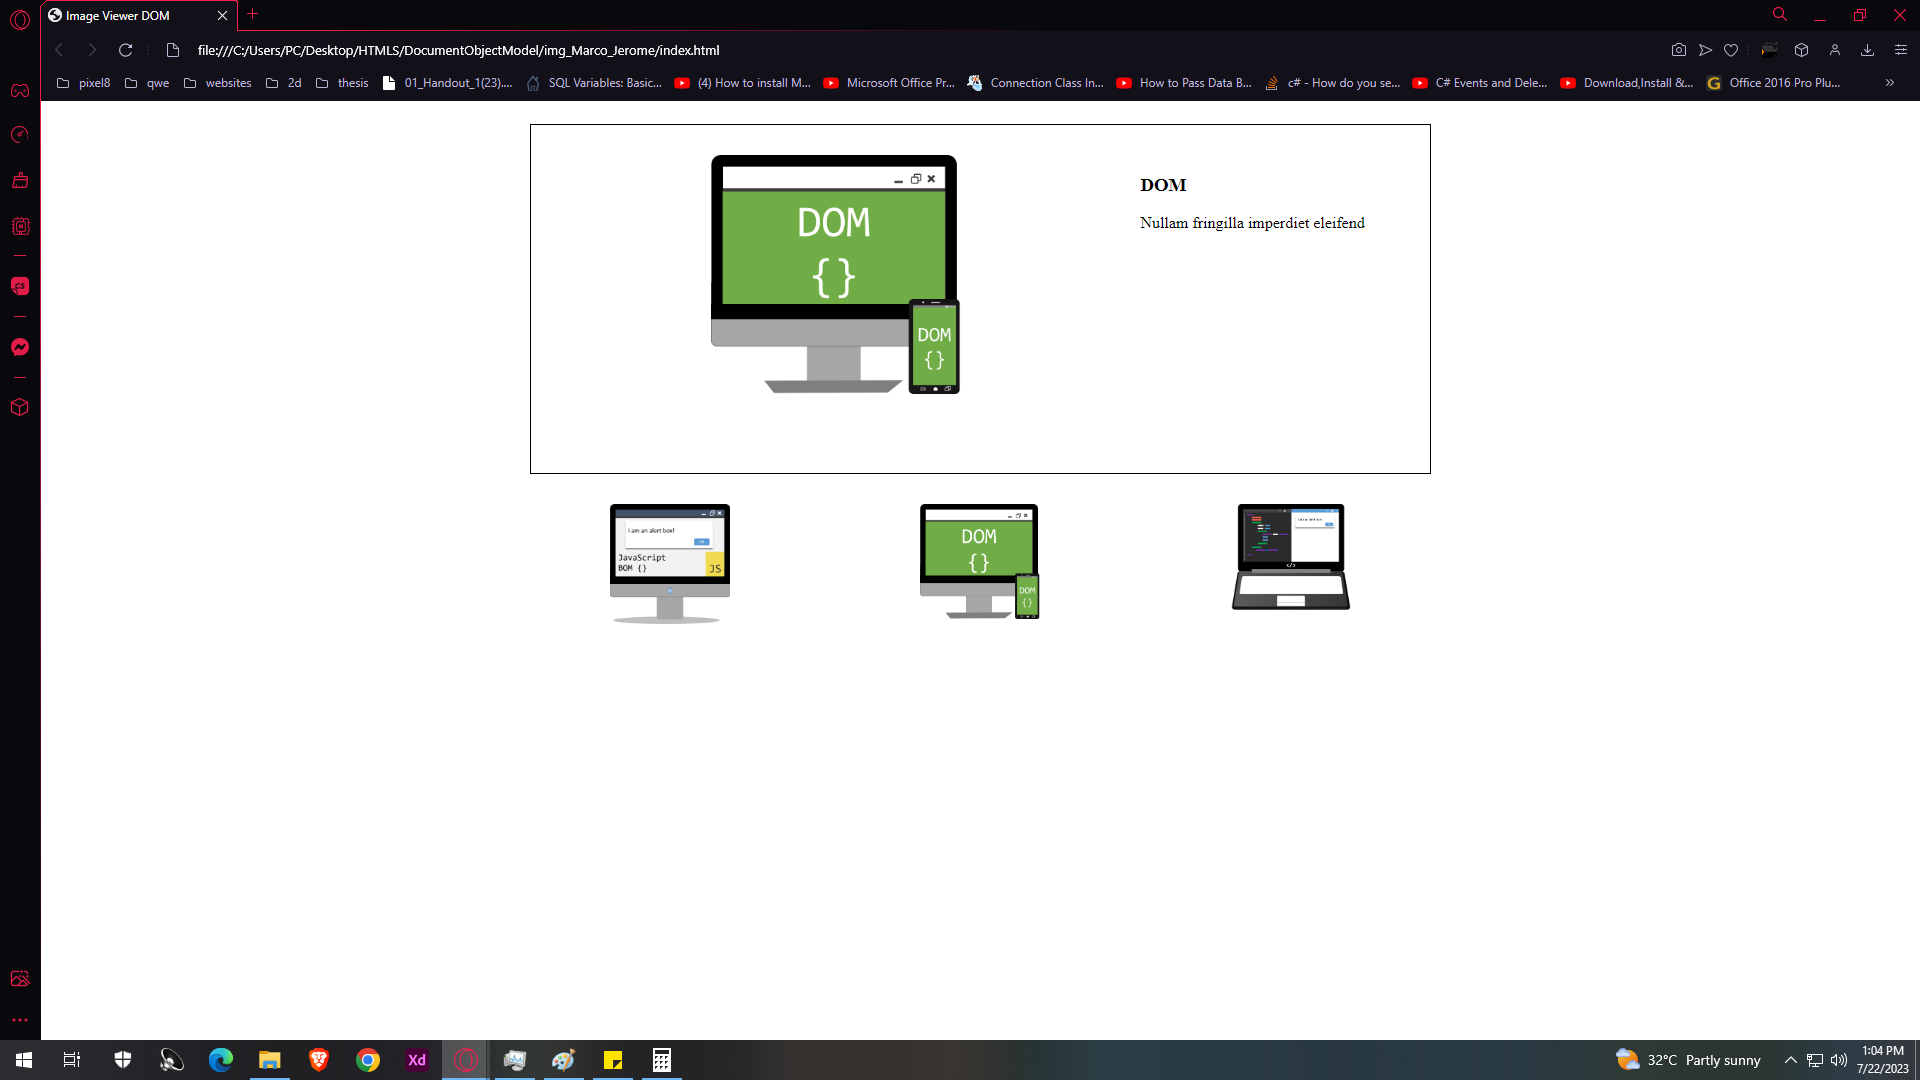 Image Viewer DOM
file:///C:/Users/PC/Desktop/HTMLS/DocumentObjectModel/img_Marco_Jerome/index.html
pixel8 qwe websites 2d thesis 01_Handout_1(23).... SQL Variables: Basic... (4) How to install M... Microsoft Office Pr... Connection Class In... How to Pass Data B... c# - How do you se... C# Events and Dele... Download,Install &... Office 2016 Pro Plu...
DOM
{}
DOM
{}
DOM
Nullam fringilla imperdiet eleifend
I am an alert box!
JavaScript
BOM {}
JS
DOM
{}
DOM
{}
</>
Xd
32°C Partly sunny
1:04 PM
7/22/2023